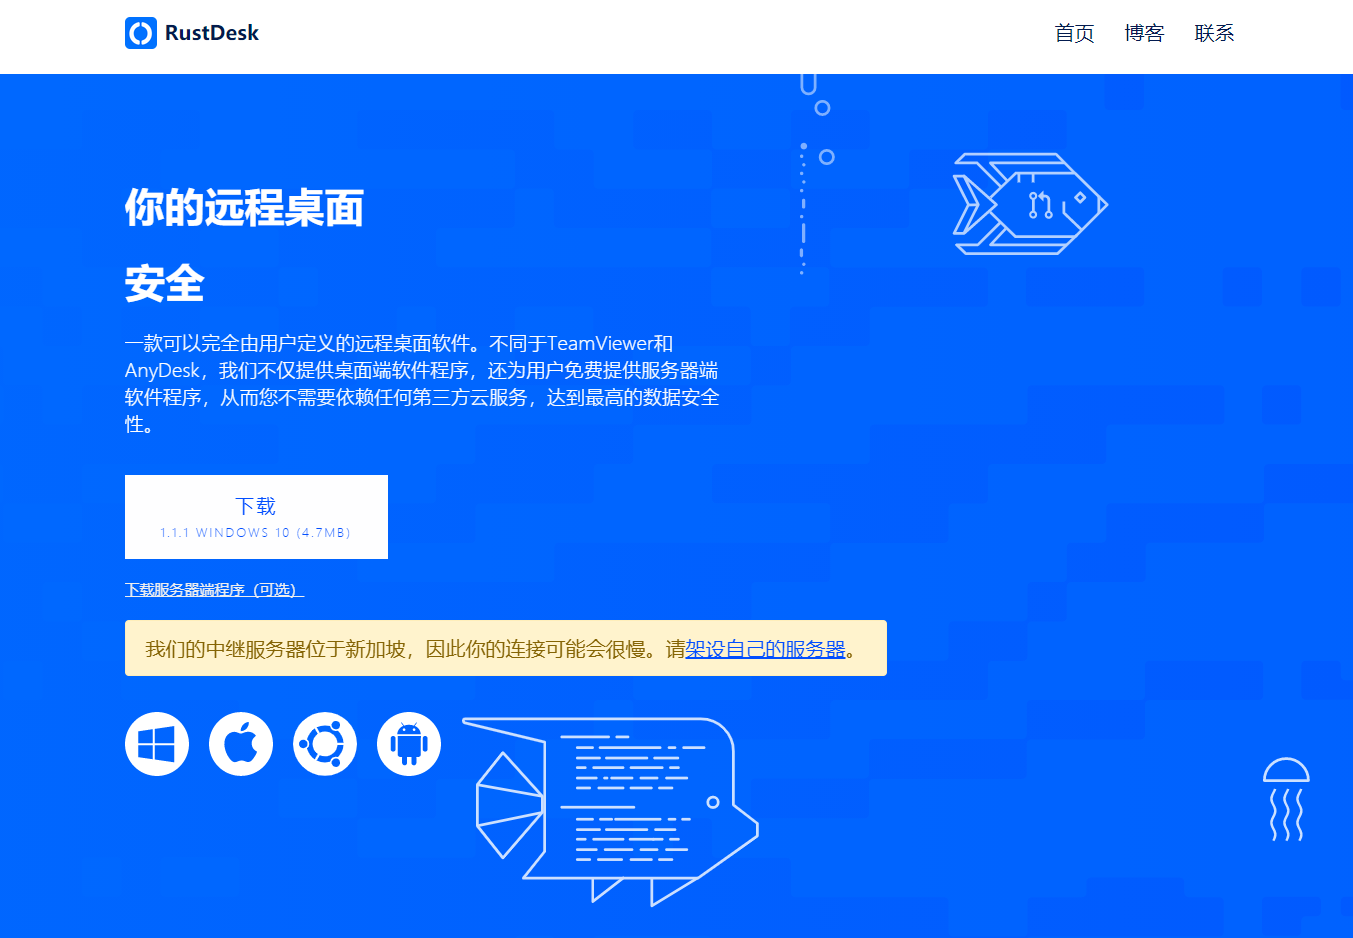 RustDesk
首页 博客 联系
你的远程桌面
安全
一款可以完全由用户定义的远程桌面软件。不同于TeamViewer和
AnyDesk，我们不仅提供桌面端软件程序，还为用户免费提供服务器端
软件程序，从而您不需要依赖任何第三方云服务，达到最高的数据安全
性。
下载
1.1.1 WINDOWS 10 (4.7MB)
下载服务器端程序（可选）
我们的中继服务器位于新加坡，因此你的连接可能会很慢。请架设自己的服务器。